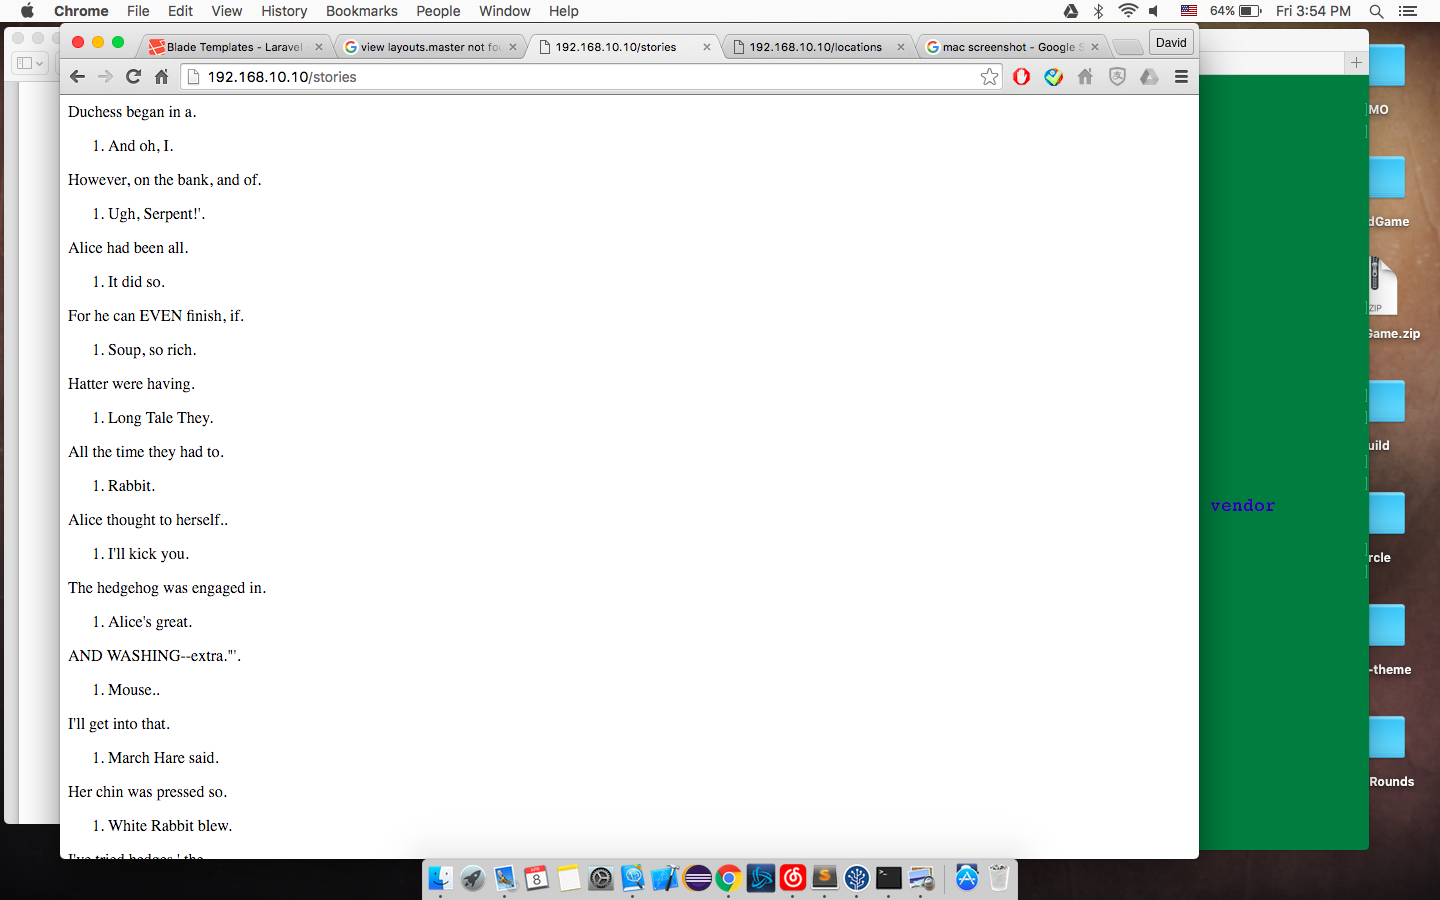 Chrome File Edit View History Bookmarks People Window Help 64% Fri 3:54 PM
Blade Templates - Laravel
view layouts.master not fou
192.168.10.10/stories
192.168.10.10/locations
mac screenshot - Google S
David
192.168.10.10/stories
Duchess began in a.
1. And oh, I.
However, on the bank, and of.
1. Ugh, Serpent!'.
Alice had been all.
1. It did so.
For he can EVEN finish, if.
1. Soup, so rich.
Hatter were having.
1. Long Tale They.
All the time they had to.
1. Rabbit.
Alice thought to herself..
1. I'll kick you.
The hedgehog was engaged in.
1. Alice's great.
AND WASHING--extra."'.
1. Mouse..
I'll get into that.
1. March Hare said.
Her chin was pressed so.
1. White Rabbit blew.
vendor
MO
dGame
ZIP
Game.zip
uild
rcle
-theme
Rounds
APR
8